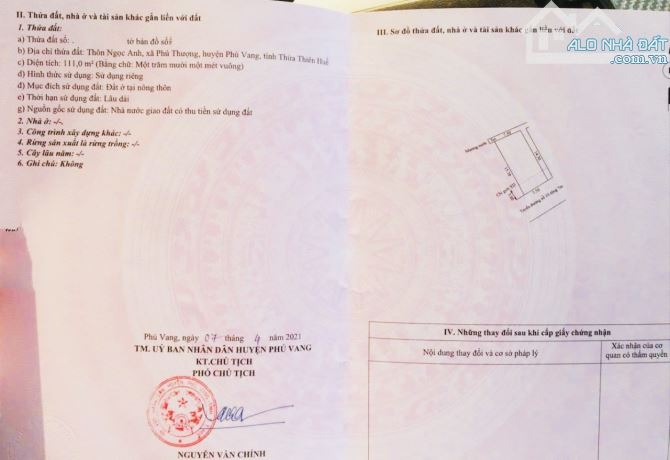 II. Thửa đất, nhà ở và tài sản khác gắn liền với đất
1. Thửa đất:
a) Thửa đất số: tờ bản đồ số:
b) Địa chỉ thửa đất: Thôn Ngọc Anh, xã Phú Thượng, huyện Phú Vang, tỉnh Thừa Thiên Huế
c) Diện tích: 111,0 m² (Bằng chữ: Một trăm mười một mét vuông)
d) Hình thức sử dụng: Sử dụng riêng
đ) Mục đích sử dụng đất: Đất ở tại nông thôn
e) Thời hạn sử dụng đất: Lâu dài
g) Nguồn gốc sử dụng đất: Nhà nước giao đất có thu tiền sử dụng đất
2. Nhà ở: -/-
3. Công trình xây dựng khác: -/-
4. Rừng sản xuất là rừng trồng: -/-
5. Cây lâu năm: -/-
6. Ghi chú: Không
Phú Vang, ngày 07 tháng 4 năm 2021
TM. UỶ BAN NHÂN DÂN HUYỆN PHÚ VANG
KT.CHỦ TỊCH
PHÓ CHỦ TỊCH
NGUYỄN VĂN CHÍNH
III. Sơ đồ thửa đất, nhà ở và tài sản khác gắn liền với đất
ALO NHÀ ĐẤT
Alonhadat.com.vn
Mương nước
Chỉ giới XD
IV. Những thay đổi sau khi cấp giấy chứng nhận
Nội dung thay đổi và cơ sở pháp lý
Xác nhận của cơ
quan có thẩm quyền